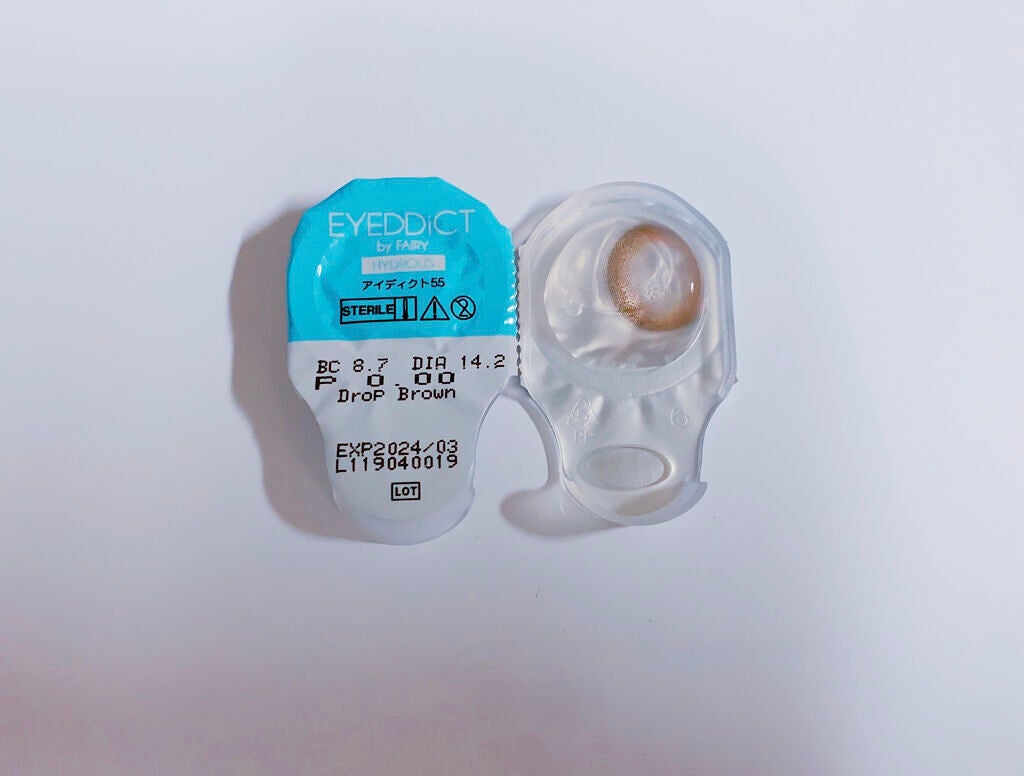 EYEDDiCT
by FAIRY
HYDROUS
アイディクト55
STERILE
BC 8.7 DIA 14.2
P 0.00
Drop Brown
EXP2024/03
L119040019
LOT